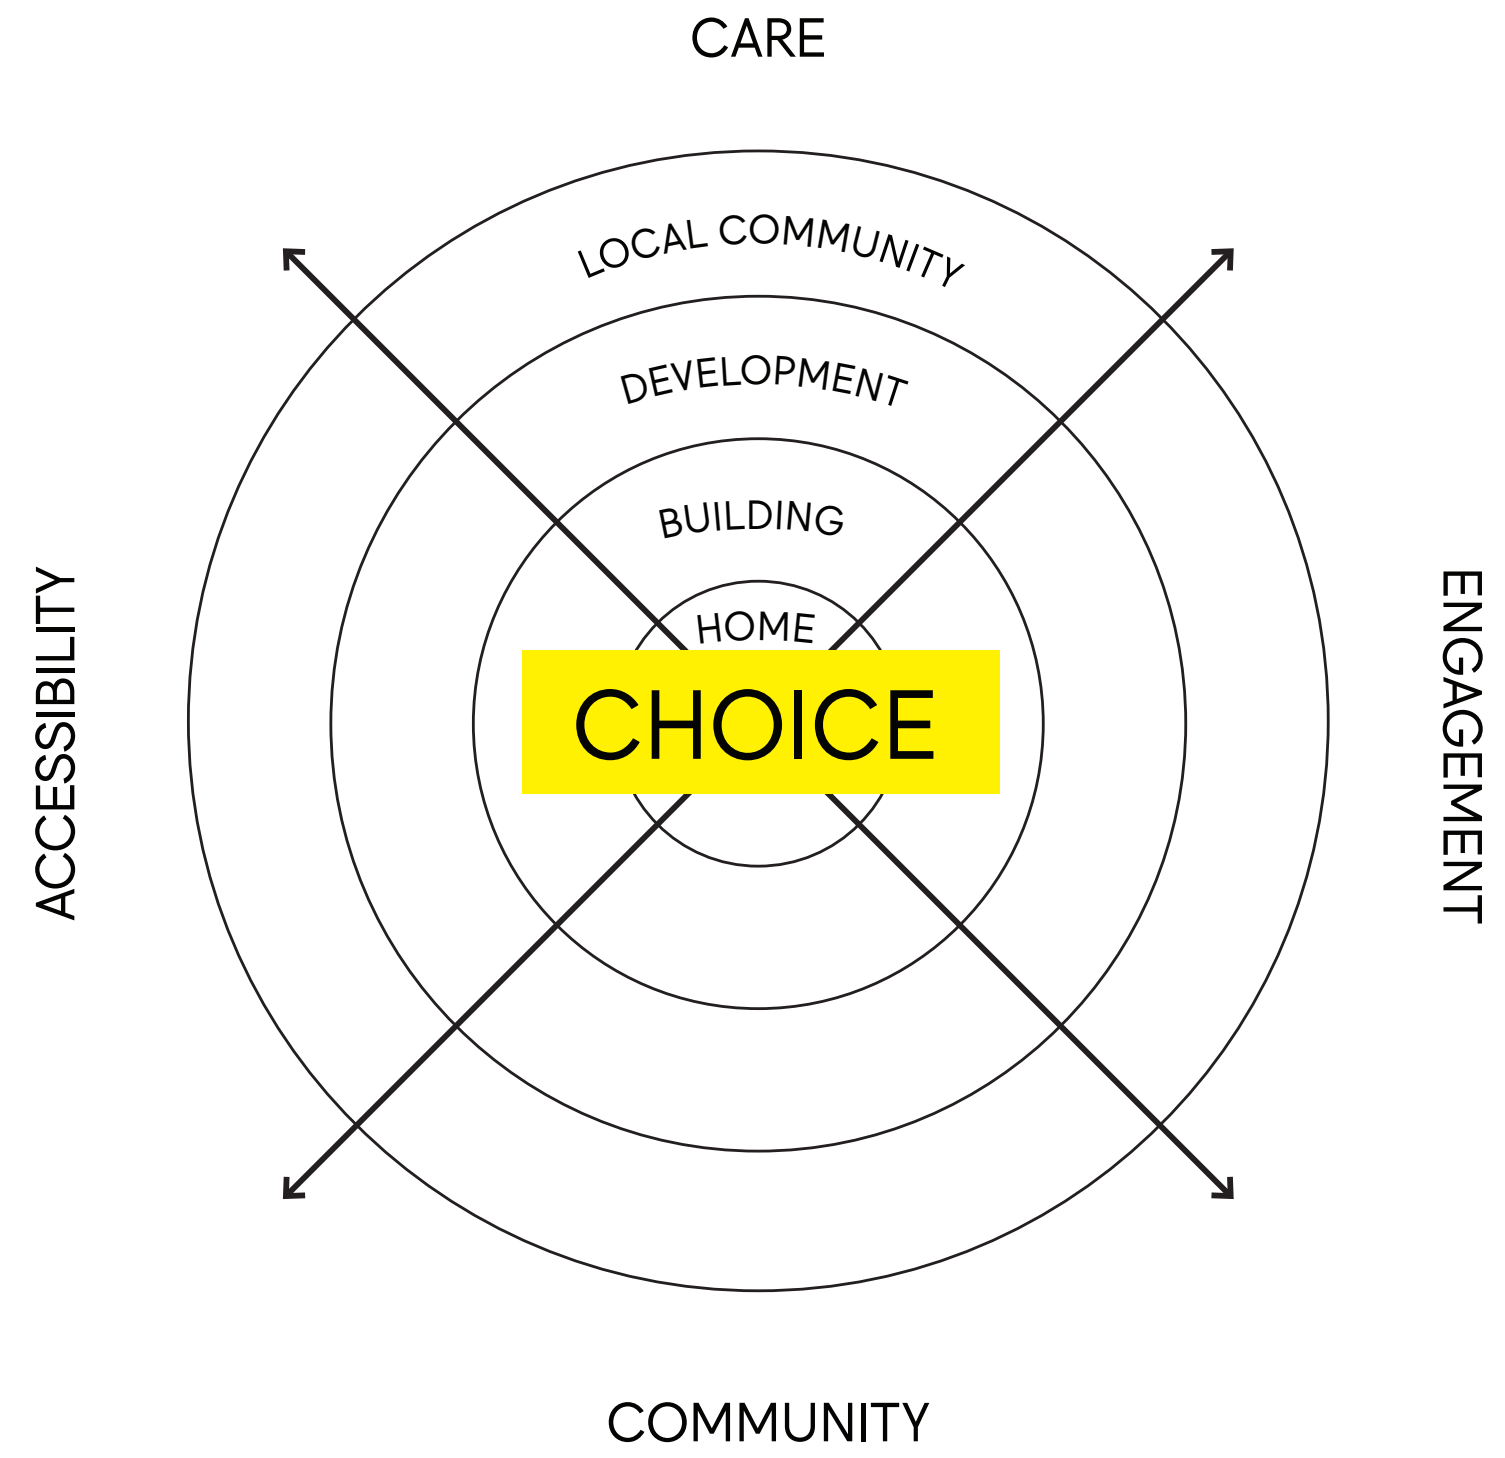 CARE
LOCAL COMMUNITY
DEVELOPMENT
BUILDING
HOME
CHOICE
ACCESSIBILITY
ENGAGEMENT
COMMUNITY